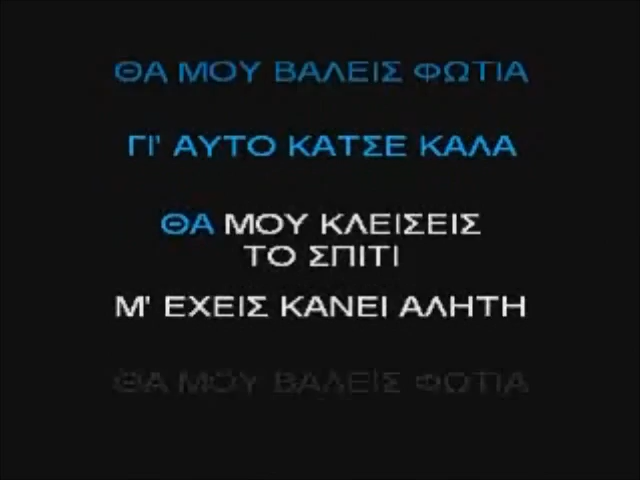 ΘΑ ΜΟΥ ΒΑΛΕΙΣ ΦΩΤΙΑ
ΓΙ' ΑΥΤΟ ΚΑΤΣΕ ΚΑΛΑ
ΘΑ ΜΟΥ ΚΛΕΙΣΕΙΣ
ΤΟ ΣΠΙΤΙ
Μ' ΕΧΕΙΣ ΚΑΝΕΙ ΑΛΗΤΗ
ΘΑ ΜΟΥ ΒΑΛΕΙΣ ΦΩΤΙΑ